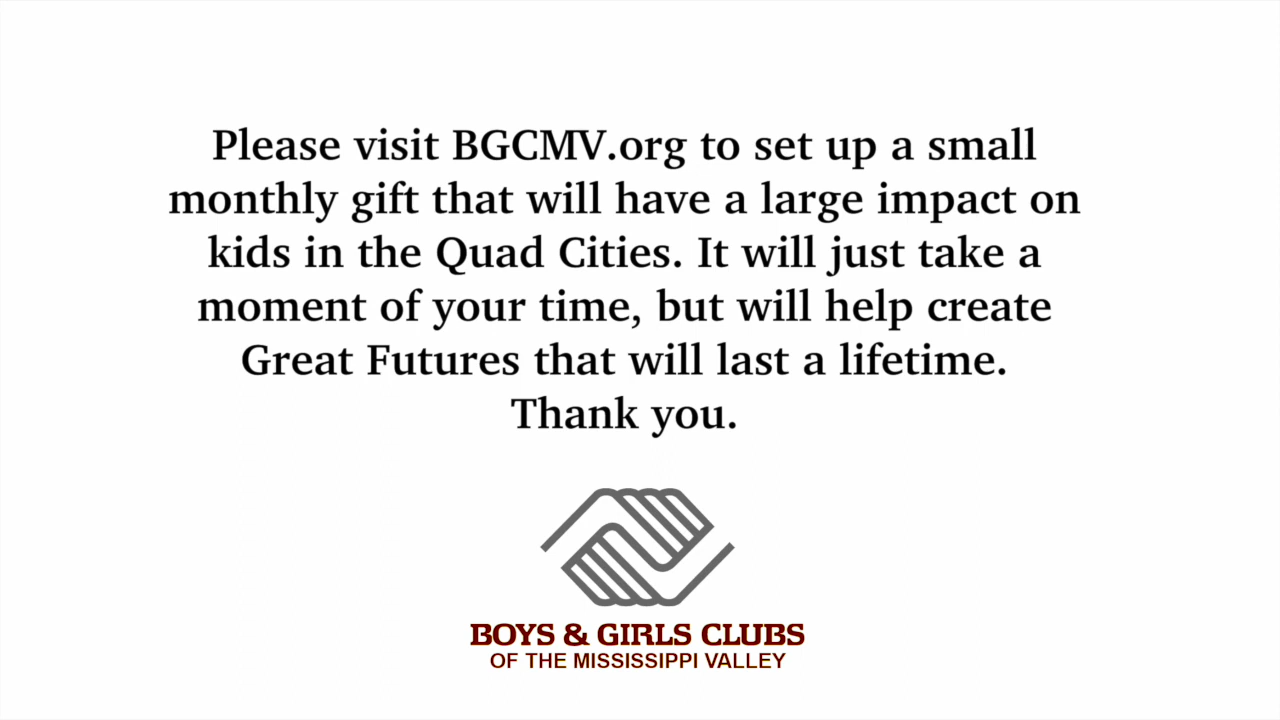 Please visit BGCMV.org to set up a small
monthly gift that will have a large impact on
kids in the Quad Cities. It will just take a
moment of your time, but will help create
Great Futures that will last a lifetime.
Thank you.
BOYS & GIRLS CLUBS
OF THE MISSISSIPPI VALLEY